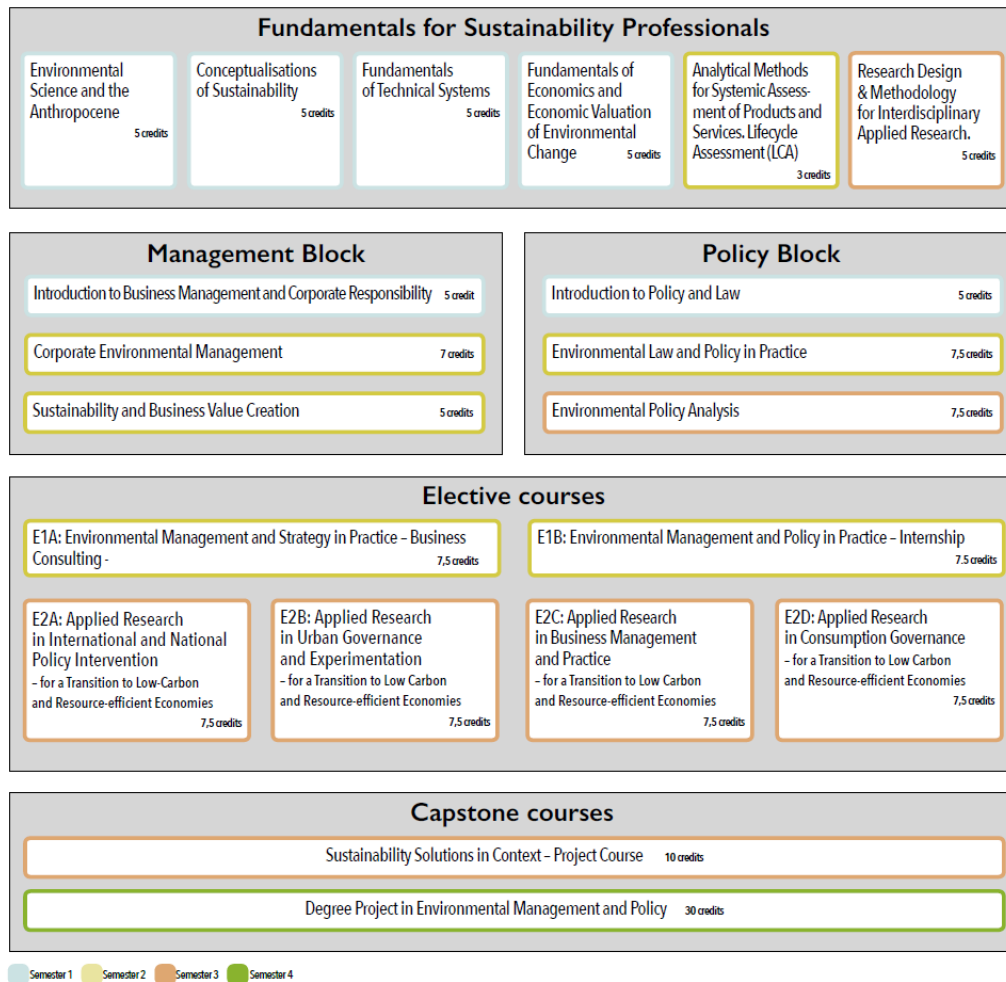 Fundamentals for Sustainability Professionals
Environmental
Science and the
Anthropocene
5 credits
Conceptualisations
of Sustainability
5 credits
Fundamentals
of Technical Systems
5 credits
Fundamentals of
Economics and
Economic Valuation
of Environmental
Change 5 credits
Analytical Methods
for Systemic Assess-
ment of Products and
Services. Lifecycle
Assessment (LCA)
3 credits
Research Design
& Methodology
for Interdisciplinary
Applied Research.
5 credits
Management Block
Introduction to Business Management and Corporate Responsibility 5 credit
Corporate Environmental Management 7 credits
Sustainability and Business Value Creation 5 credits
Policy Block
Introduction to Policy and Law 5 credits
Environmental Law and Policy in Practice 7,5 credits
Environmental Policy Analysis 7,5 credits
Elective courses
E1A: Environmental Management and Strategy in Practice – Business
Consulting - 7,5 credits
E1B: Environmental Management and Policy in Practice – Internship
7.5 credits
E2A: Applied Research
in International and National
Policy Intervention
– for a Transition to Low-Carbon
and Resource-efficient Economies
7,5 credits
E2B: Applied Research
in Urban Governance
and Experimentation
– for a Transition to Low Carbon
and Resource-efficient Economies
7,5 credits
E2C: Applied Research
in Business Management
and Practice
– for a Transition to Low Carbon
and Resource-efficient Economies
7,5 credits
E2D: Applied Research
in Consumption Governance
– for a Transition to Low Carbon
and Resource-efficient Economies
7,5 credits
Capstone courses
Sustainability Solutions in Context – Project Course 10 credits
Degree Project in Environmental Management and Policy 30 credits
Semester 1 Semester 2 Semester 3 Semester 4